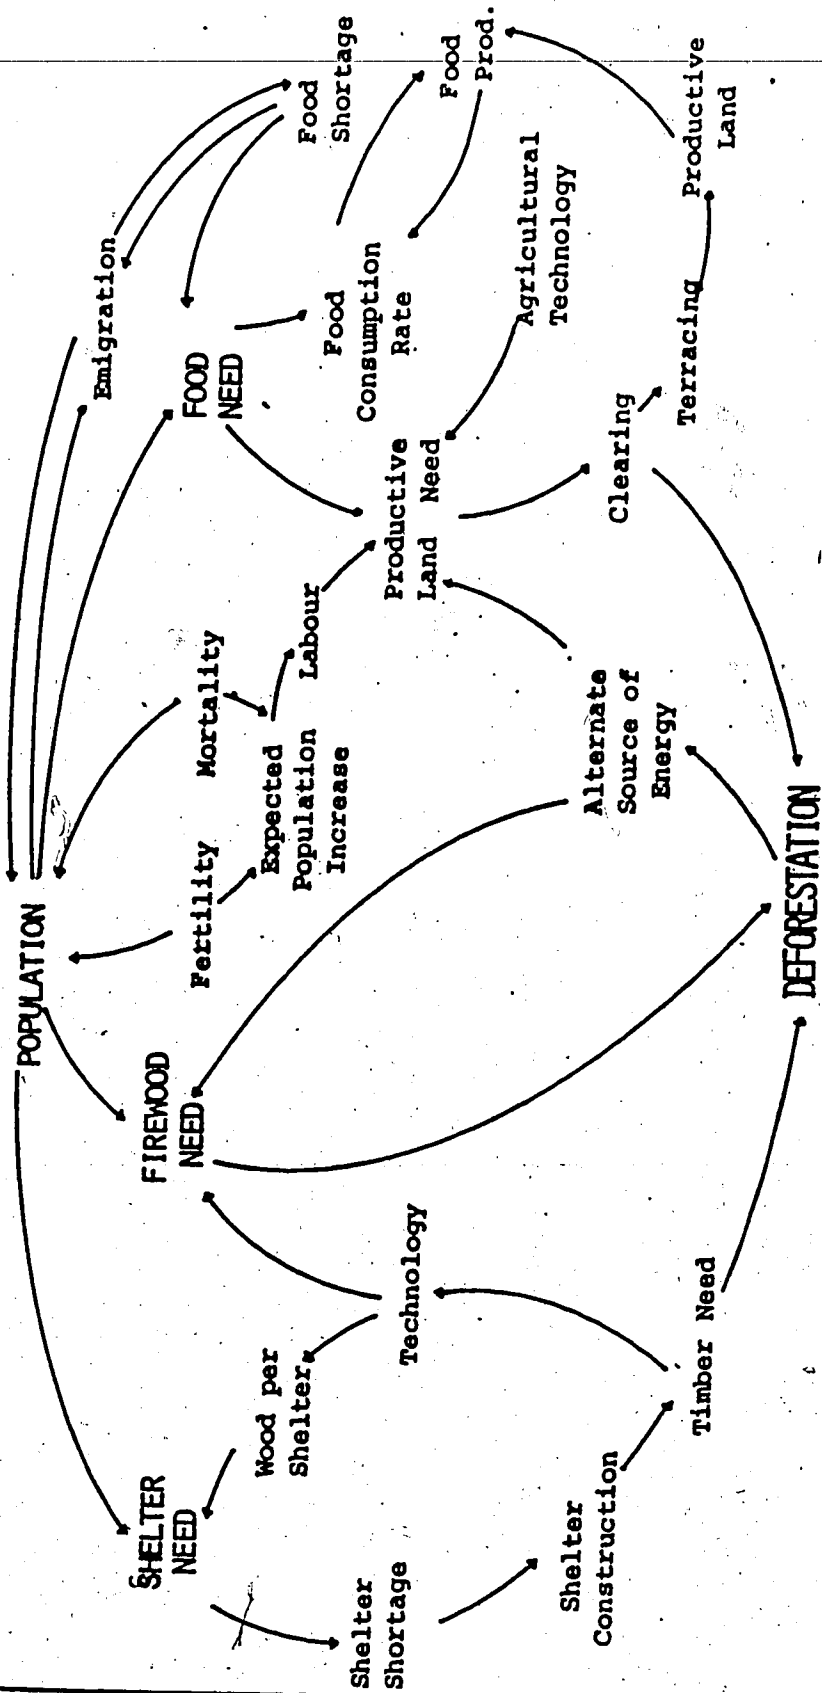 POPULATION
Emigration
Food
Shortage
SHELTER
NEED
FIREWOOD
NEED
Fertility
Mortality
FOOD
NEED
Wood per
Shelter
Expected
Population
Increase
Labour
Food
Consumption
Rate
Food
Prod.
Shelter
Shortage
Technology
Productive
Land Need
Agricultural
Technology
Shelter
Construction
Alternate
Source of
Energy
Clearing
Timber Need
Terracing
Productive
Land
DEFORESTATION